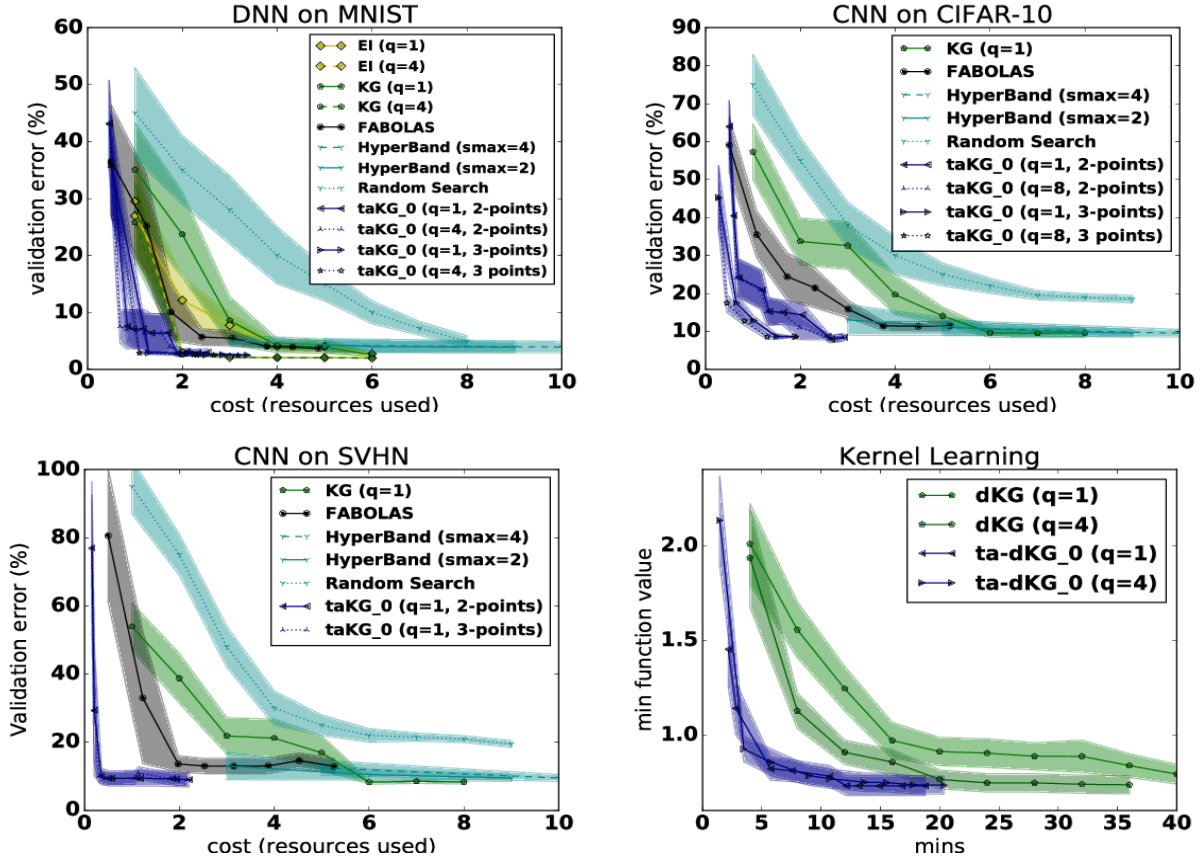 DNN on MNIST
validation error (%)
60
50
40
30
20
10
0
0 2 4 6 8 10
cost (resources used)
EI (q=1)
EI (q=4)
KG (q=1)
KG (q=4)
FABOLAS
HyperBand (smax=4)
HyperBand (smax=2)
Random Search
taKG_0 (q=1, 2-points)
taKG_0 (q=4, 2-points)
taKG_0 (q=1, 3-points)
taKG_0 (q=4, 3 points)
CNN on CIFAR-10
validation error (%)
90
80
70
60
50
40
30
20
10
0
0 2 4 6 8 10
cost (resources used)
KG (q=1)
FABOLAS
HyperBand (smax=4)
HyperBand (smax=2)
Random Search
taKG_0 (q=1, 2-points)
taKG_0 (q=8, 2-points)
taKG_0 (q=1, 3-points)
taKG_0 (q=8, 3 points)
CNN on SVHN
Validation error (%)
100
80
60
40
20
0
0 2 4 6 8 10
cost (resources used)
KG (q=1)
FABOLAS
HyperBand (smax=4)
HyperBand (smax=2)
Random Search
taKG_0 (q=1, 2-points)
taKG_0 (q=1, 3-points)
Kernel Learning
min function value
2.0
1.5
1.0
0 5 10 15 20 25 30 35 40
mins
dKG (q=1)
dKG (q=4)
ta-dKG_0 (q=1)
ta-dKG_0 (q=4)